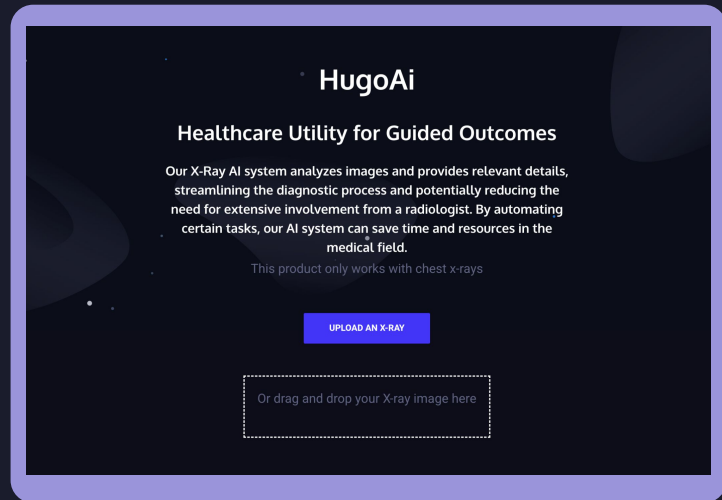 HugoAi
Healthcare Utility for Guided Outcomes
Our X-Ray AI system analyzes images and provides relevant details,
streamlining the diagnostic process and potentially reducing the
need for extensive involvement from a radiologist. By automating
certain tasks, our AI system can save time and resources in the
medical field.
This product only works with chest x-rays
UPLOAD AN X-RAY
Or drag and drop your X-ray image here